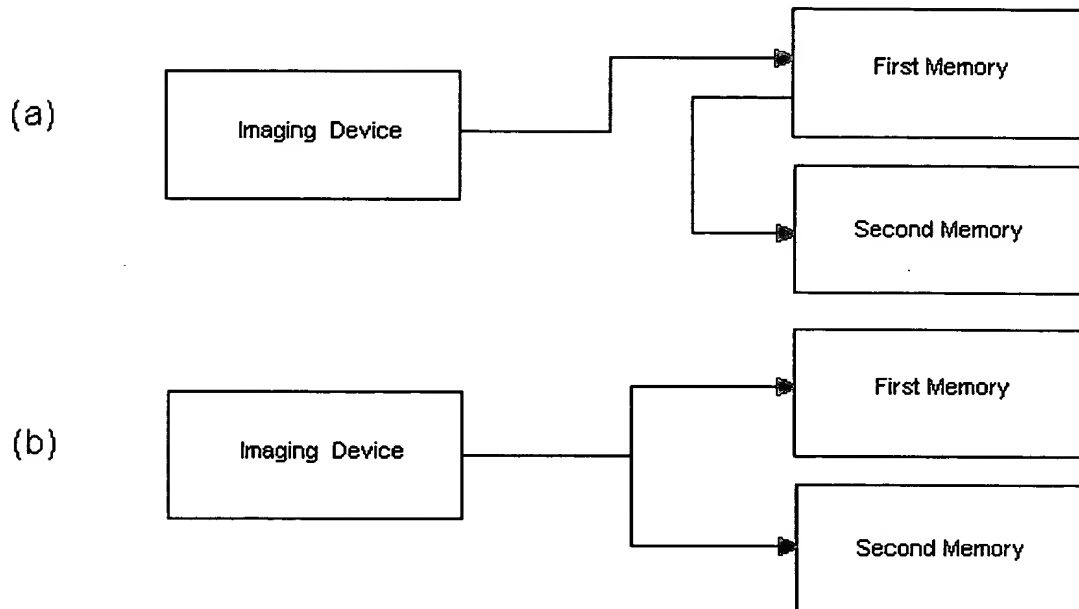 First Memory
(a)
Imaging Device
Second Memory
First Memory
(b)
Imaging Device
Second Memory